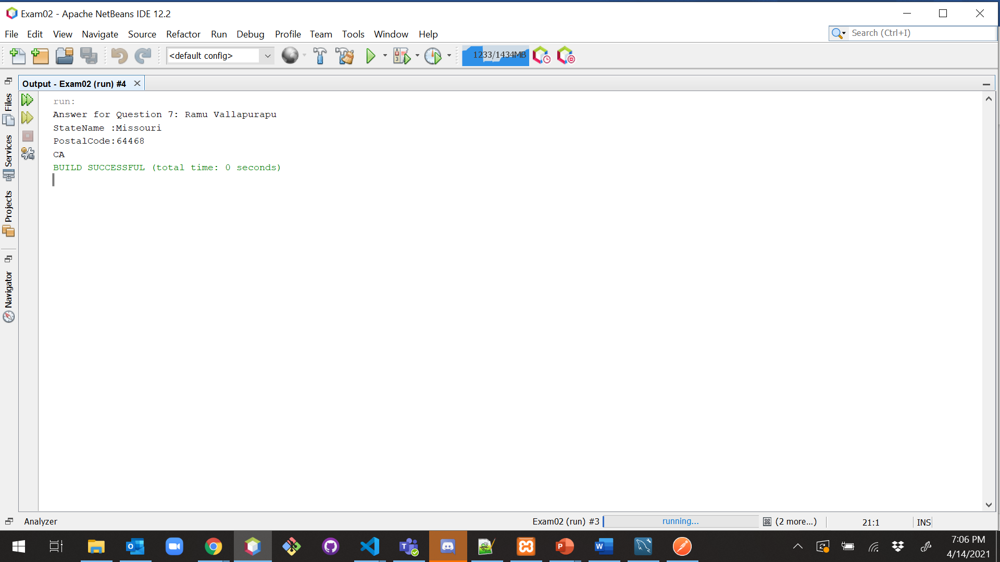 Exam02 - Apache NetBeans IDE 12.2
File Edit View Navigate Source Refactor Run Debug Profile Team Tools Window Help
Search (Ctrl+I)
<default config>
1233/1434MB
Output - Exam02 (run) #4
Files
Services
Projects
Navigator
run:
Answer for Question 7: Ramu Vallapurapu
StateName :Missouri
PostalCode:64468
CA
BUILD SUCCESSFUL (total time: 0 seconds)
Analyzer
Exam02 (run) #3 running... (2 more...) 21:1 INS
7:06 PM
4/14/2021